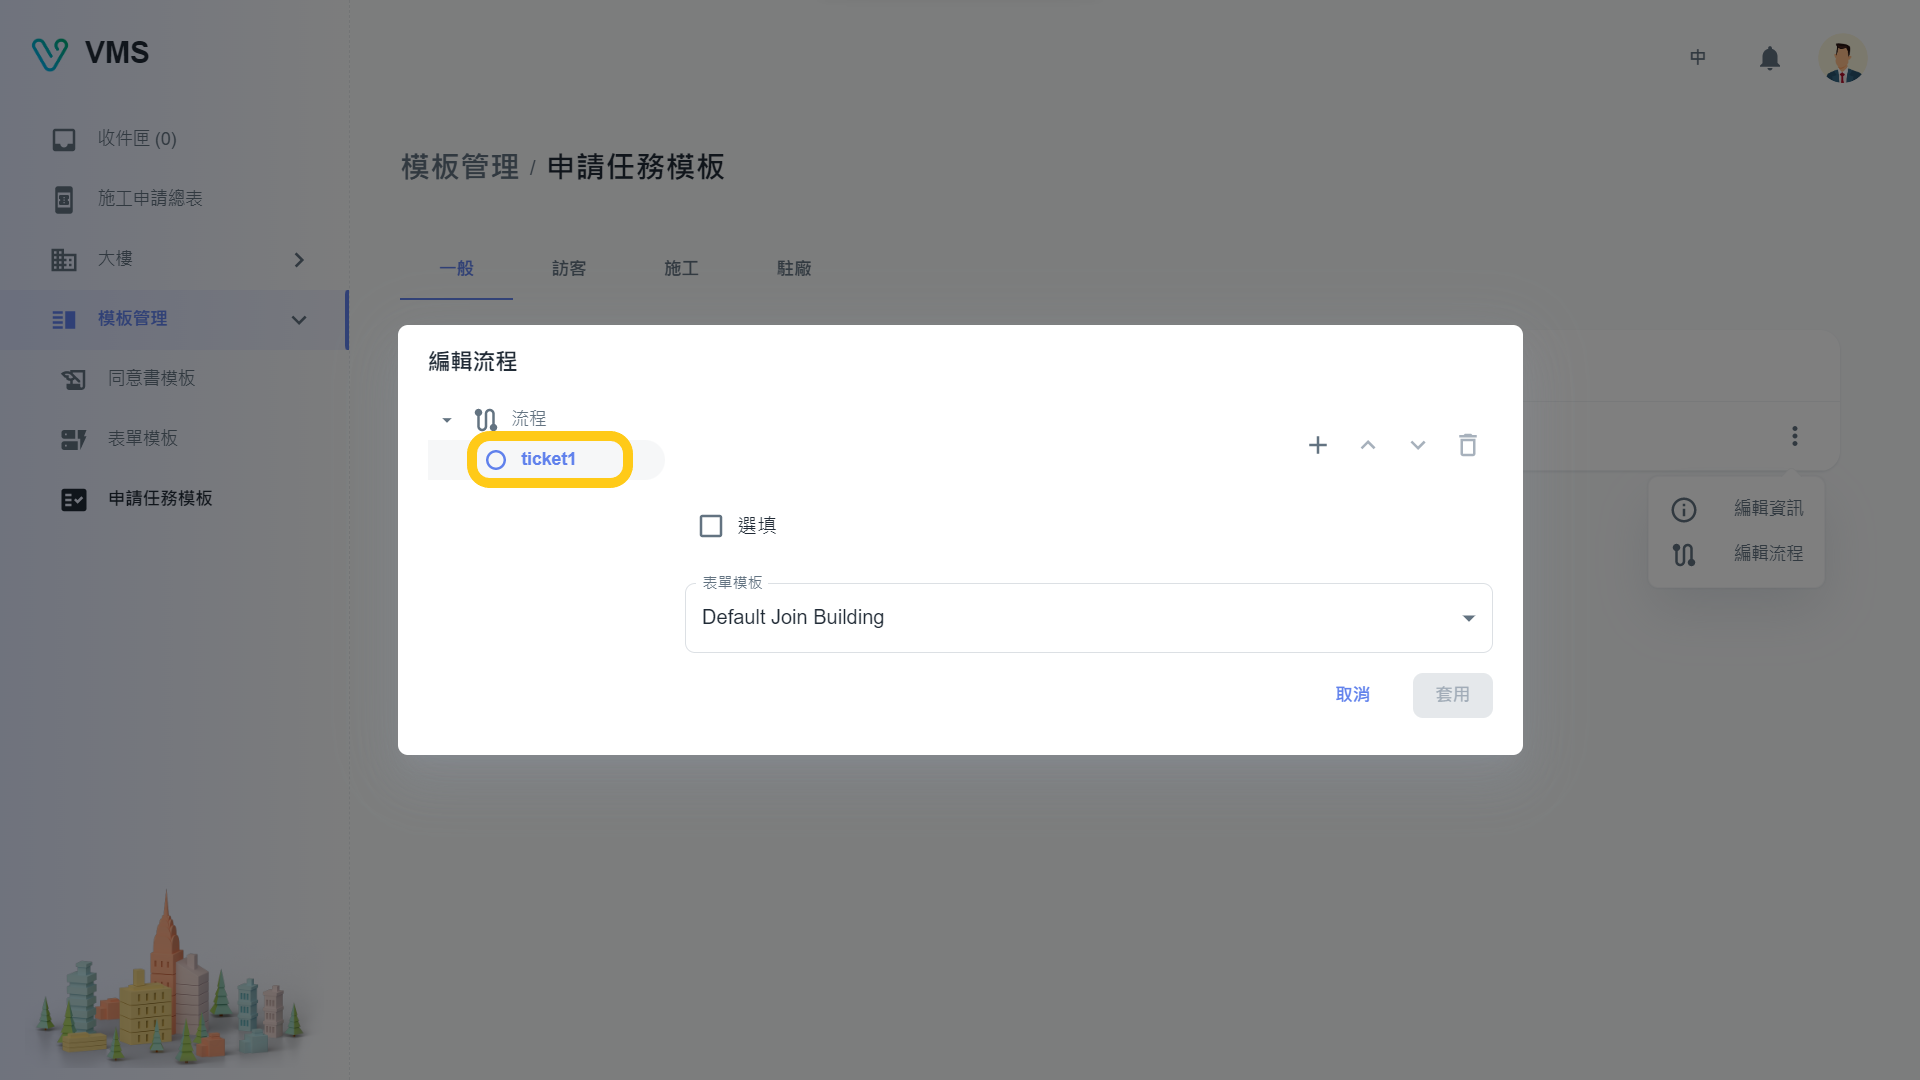 VMS
中
收件匣 (0)
施工申請總表
大樓
模板管理
同意書模板
表單模板
申請任務模板
模板管理 / 申請任務模板
一般
訪客
施工
駐廠
編輯流程
流程
ticket1
選填
表單模板
Default Join Building
取消
套用
編輯資訊
編輯流程